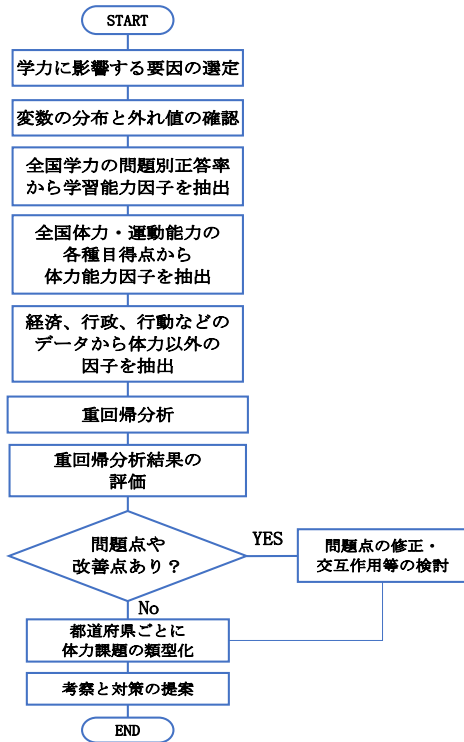 START
学力に影響する要因の選定
変数の分布と外れ値の確認
全国学力の問題別正答率
から学習能力因子を抽出
全国体力・運動能力の
各種目得点から
体力能力因子を抽出
経済、行政、行動などの
データから体力以外の
因子を抽出
重回帰分析
重回帰分析結果の
評価
問題点や
改善点あり？
YES
問題点の修正・
交互作用等の検討
No
都道府県ごとに
体力課題の類型化
考察と対策の提案
END